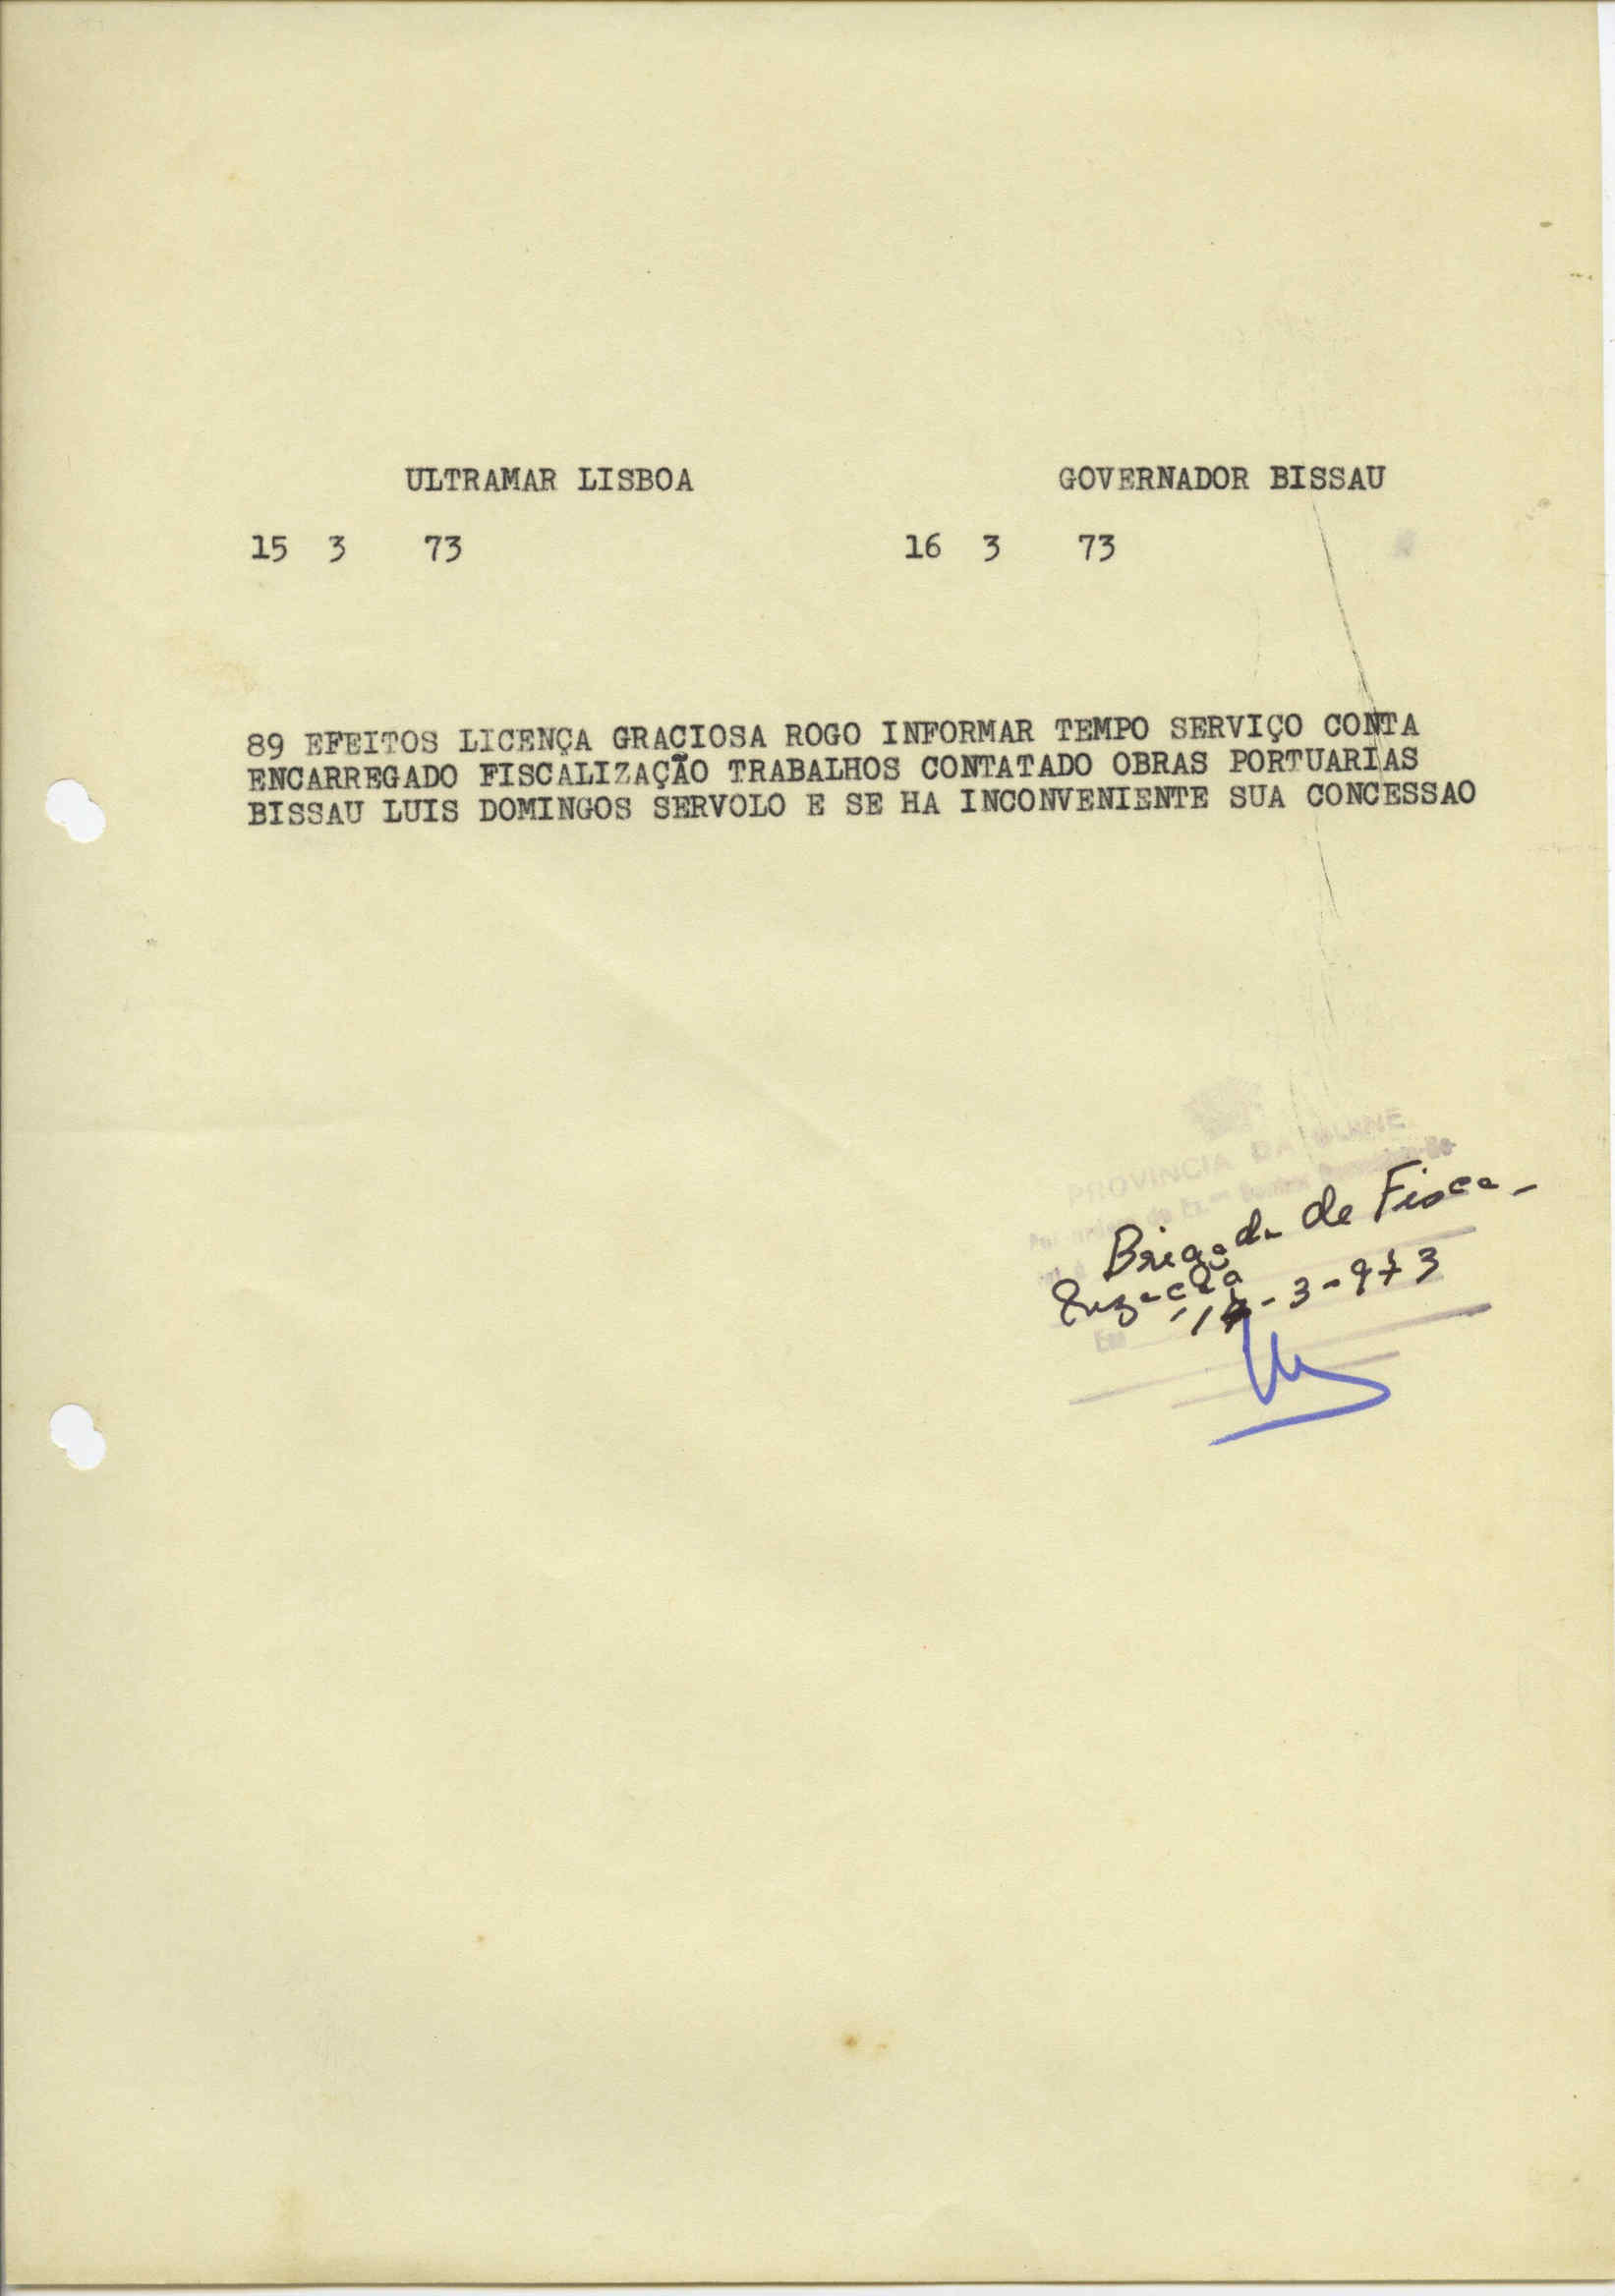 ULTRAMAR LISBOA GOVERNADOR BISSAU
15 3 73 16 3 73
89 EFEITOS LICENÇA GRACIOSA ROGO INFORMAR TEMPO SERVIÇO CONTA
ENCARREGADO FISCALIZAÇÃO TRABALHOS CONTATADO OBRAS PORTUARIAS
BISSAU LUIS DOMINGOS SERVOLO E SE HA INCONVENIENTE SUA CONCESSAO
PROVINCIA DA GUINE
Brigada de Fisca-
-3-973
Em